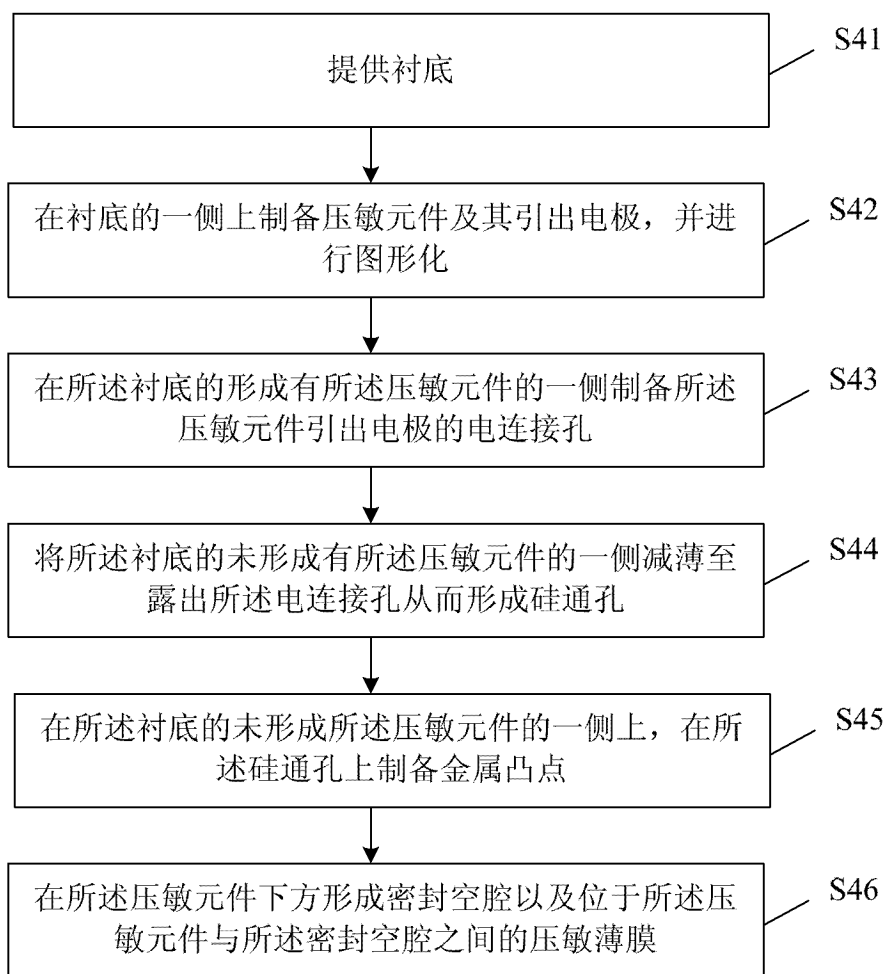 提供衬底
S41
在衬底的一侧上制备压敏元件及其引出电极，并进
行图形化
S42
在所述衬底的形成有所述压敏元件的一侧制备所述
压敏元件引出电极的电连接孔
S43
将所述衬底的未形成有所述压敏元件的一侧减薄至
露出所述电连接孔从而形成硅通孔
S44
在所述衬底的未形成所述压敏元件的一侧上，在所
述硅通孔上制备金属凸点
S45
在所述压敏元件下方形成密封空腔以及位于所述压
敏元件与所述密封空腔之间的压敏薄膜
S46